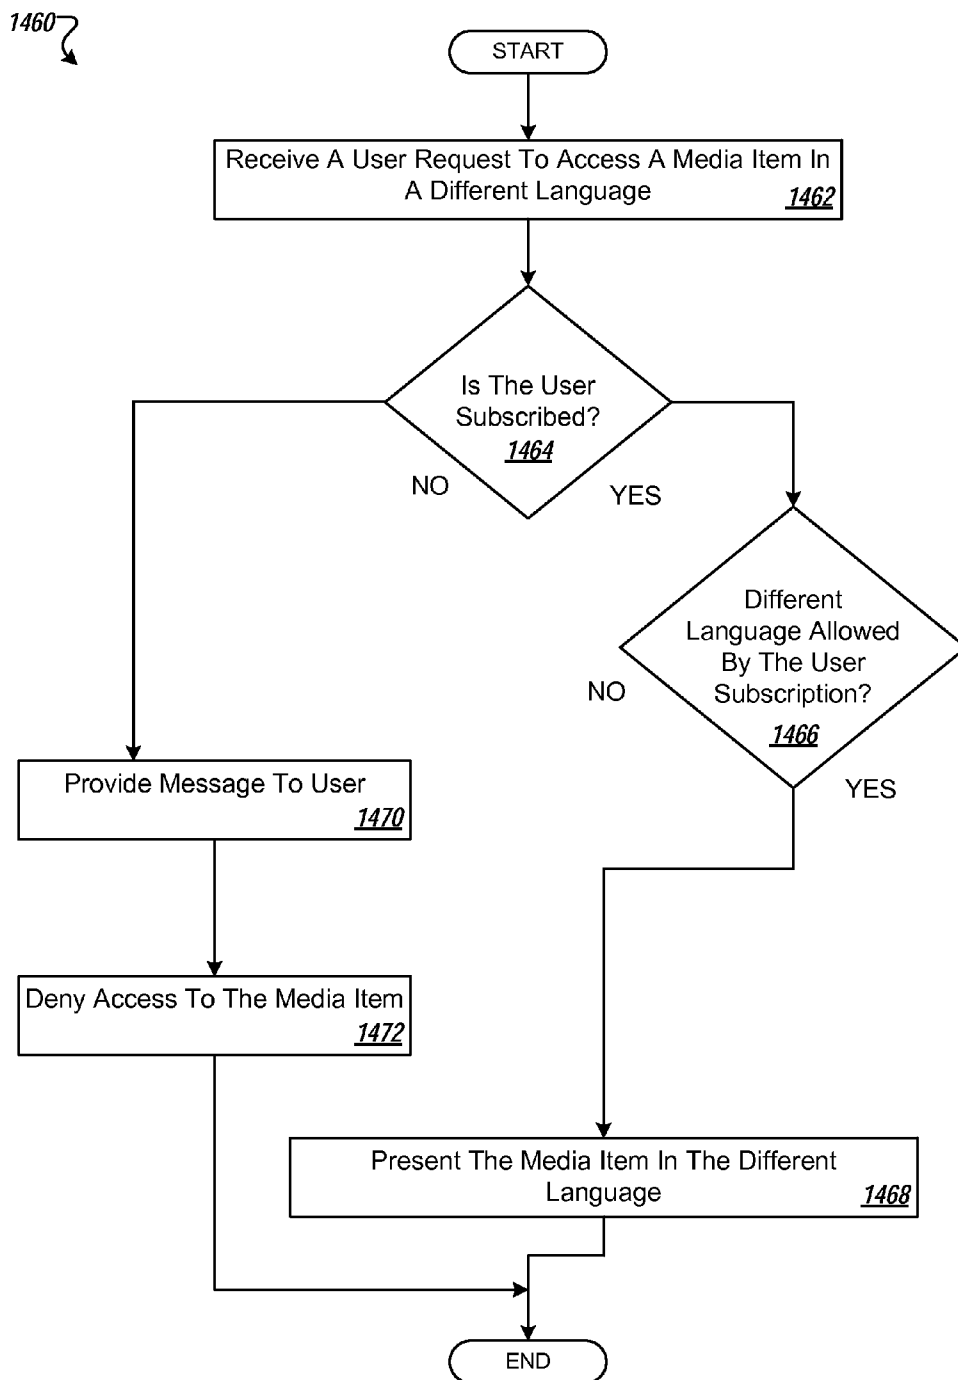 1460
START
Receive A User Request To Access A Media Item In
A Different Language
1462
Is The User
Subscribed?
1464
NO
YES
Different
Language Allowed
By The User
Subscription?
1466
NO
YES
Provide Message To User
1470
Deny Access To The Media Item
1472
Present The Media Item In The Different
Language
1468
END